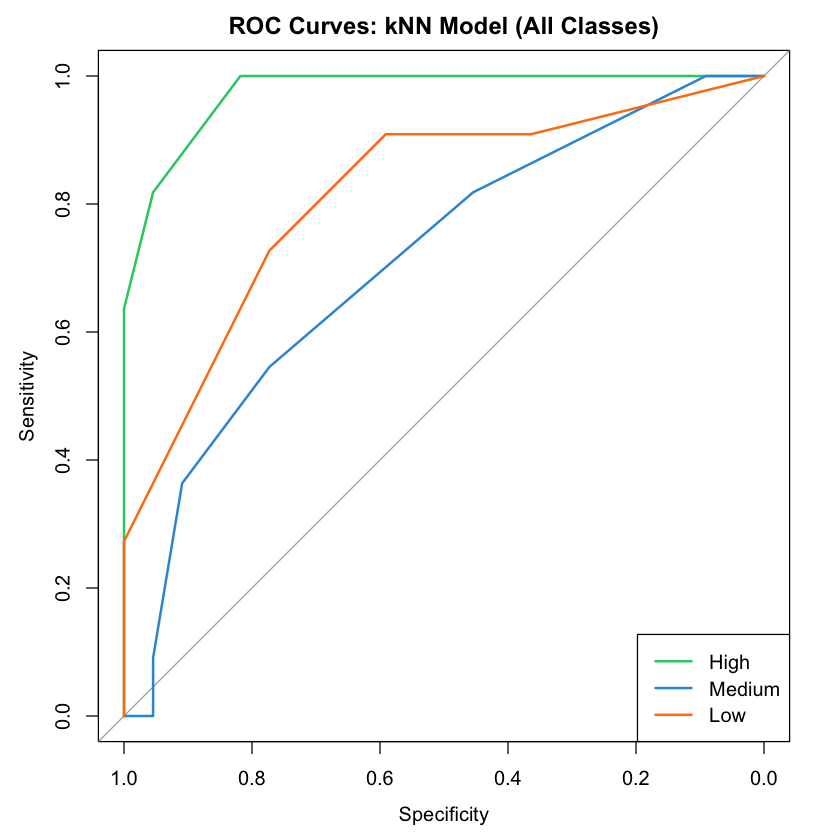 ROC Curves: kNN Model (All Classes)
Sensitivity
1.0
0.8
0.6
0.4
0.2
0.0
1.0 0.8 0.6 0.4 0.2 0.0
Specificity
High
Medium
Low